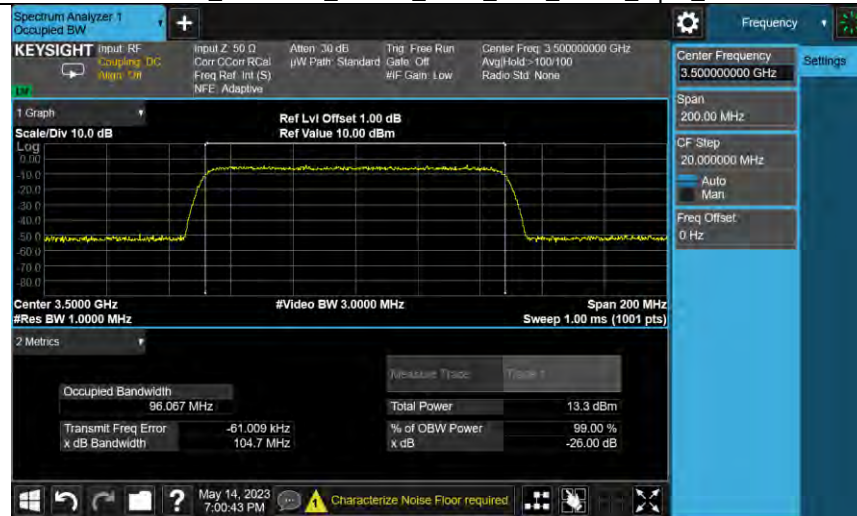 Spectrum Analyzer 1
Occupied BW
Frequency
KEYSIGHT
Input: RF
Coupling: DC
Align: Off
Input Z: 50 Ω
Corr CCorr RCal
Freq Ref: Int (S)
NFE: Adaptive
Atten: 30 dB
µW Path: Standard
Trig: Free Run
Gate: Off
#IF Gain: Low
Center Freq: 3.500000000 GHz
Avg|Hold:>100/100
Radio Std: None
Center Frequency
3.500000000 GHz
Settings
Span
200.00 MHz
CF Step
20.000000 MHz
Auto
Man
Freq Offset
0 Hz
1 Graph
Scale/Div 10.0 dB
Ref Lvl Offset 1.00 dB
Ref Value 10.00 dBm
Log
0.00
-10.0
-20.0
-30.0
-40.0
-50.0
-60.0
-70.0
-80.0
Center 3.5000 GHz
#Video BW 3.0000 MHz
Span 200 MHz
#Res BW 1.0000 MHz
Sweep 1.00 ms (1001 pts)
2 Metrics
Measure Trace
Trace 1
Occupied Bandwidth
96.067 MHz
Total Power
13.3 dBm
Transmit Freq Error
-61.009 kHz
% of OBW Power
99.00 %
x dB Bandwidth
104.7 MHz
x dB
-26.00 dB
May 14, 2023
7:00:43 PM
Characterize Noise Floor required